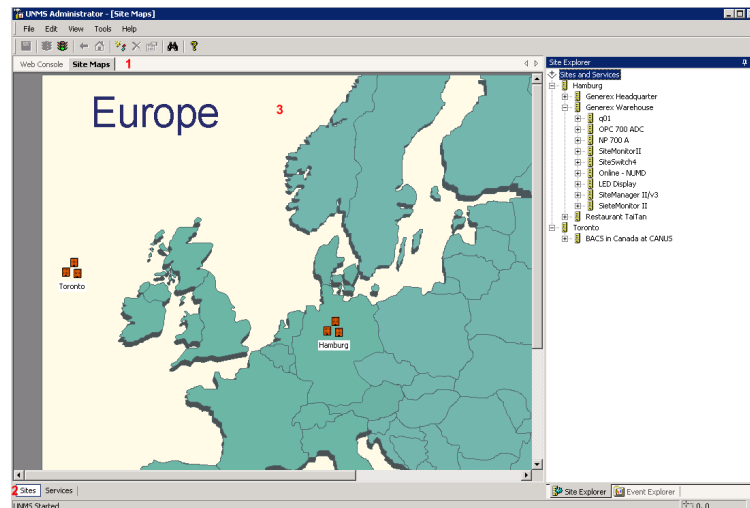 UNMS Administrator - [Site Maps]
File Edit View Tools Help
Web Console Site Maps 1
Europe
3
Toronto
Hamburg
2 Sites Services
UNMS Started
Site Explorer
Sites and Services
Hamburg
Generex Headquarter
Generex Warehouse
q01
OPC 700 ADC
NP 700 A
SiteMonitorII
SiteSwitch4
Online - NUMD
LED Display
SiteManager II/v3
SieteMonitor II
Restaurant TaiTan
Toronto
BACS in Canada at CANUS
Site Explorer Event Explorer
0, 0